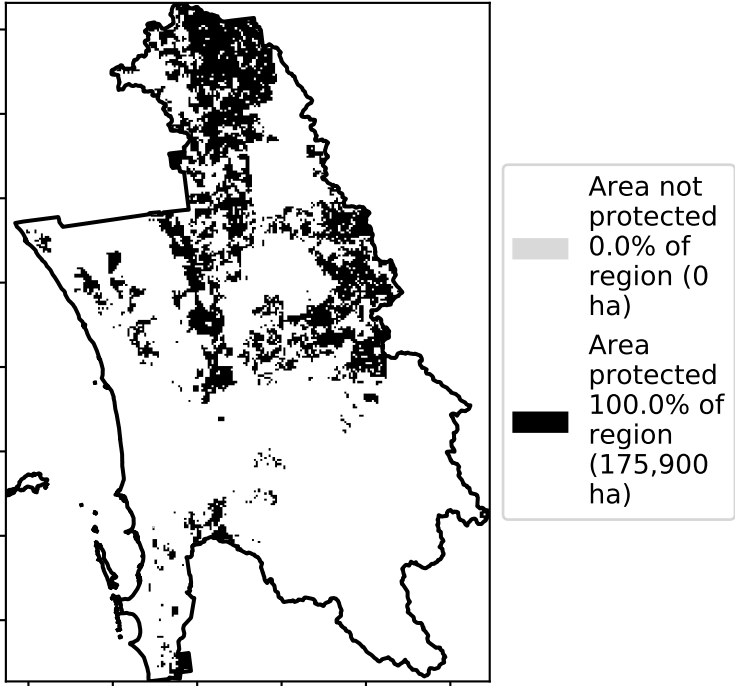 Area not
protected
0.0% of
region (0
ha)
Area
protected
100.0% of
region
(175,900
ha)